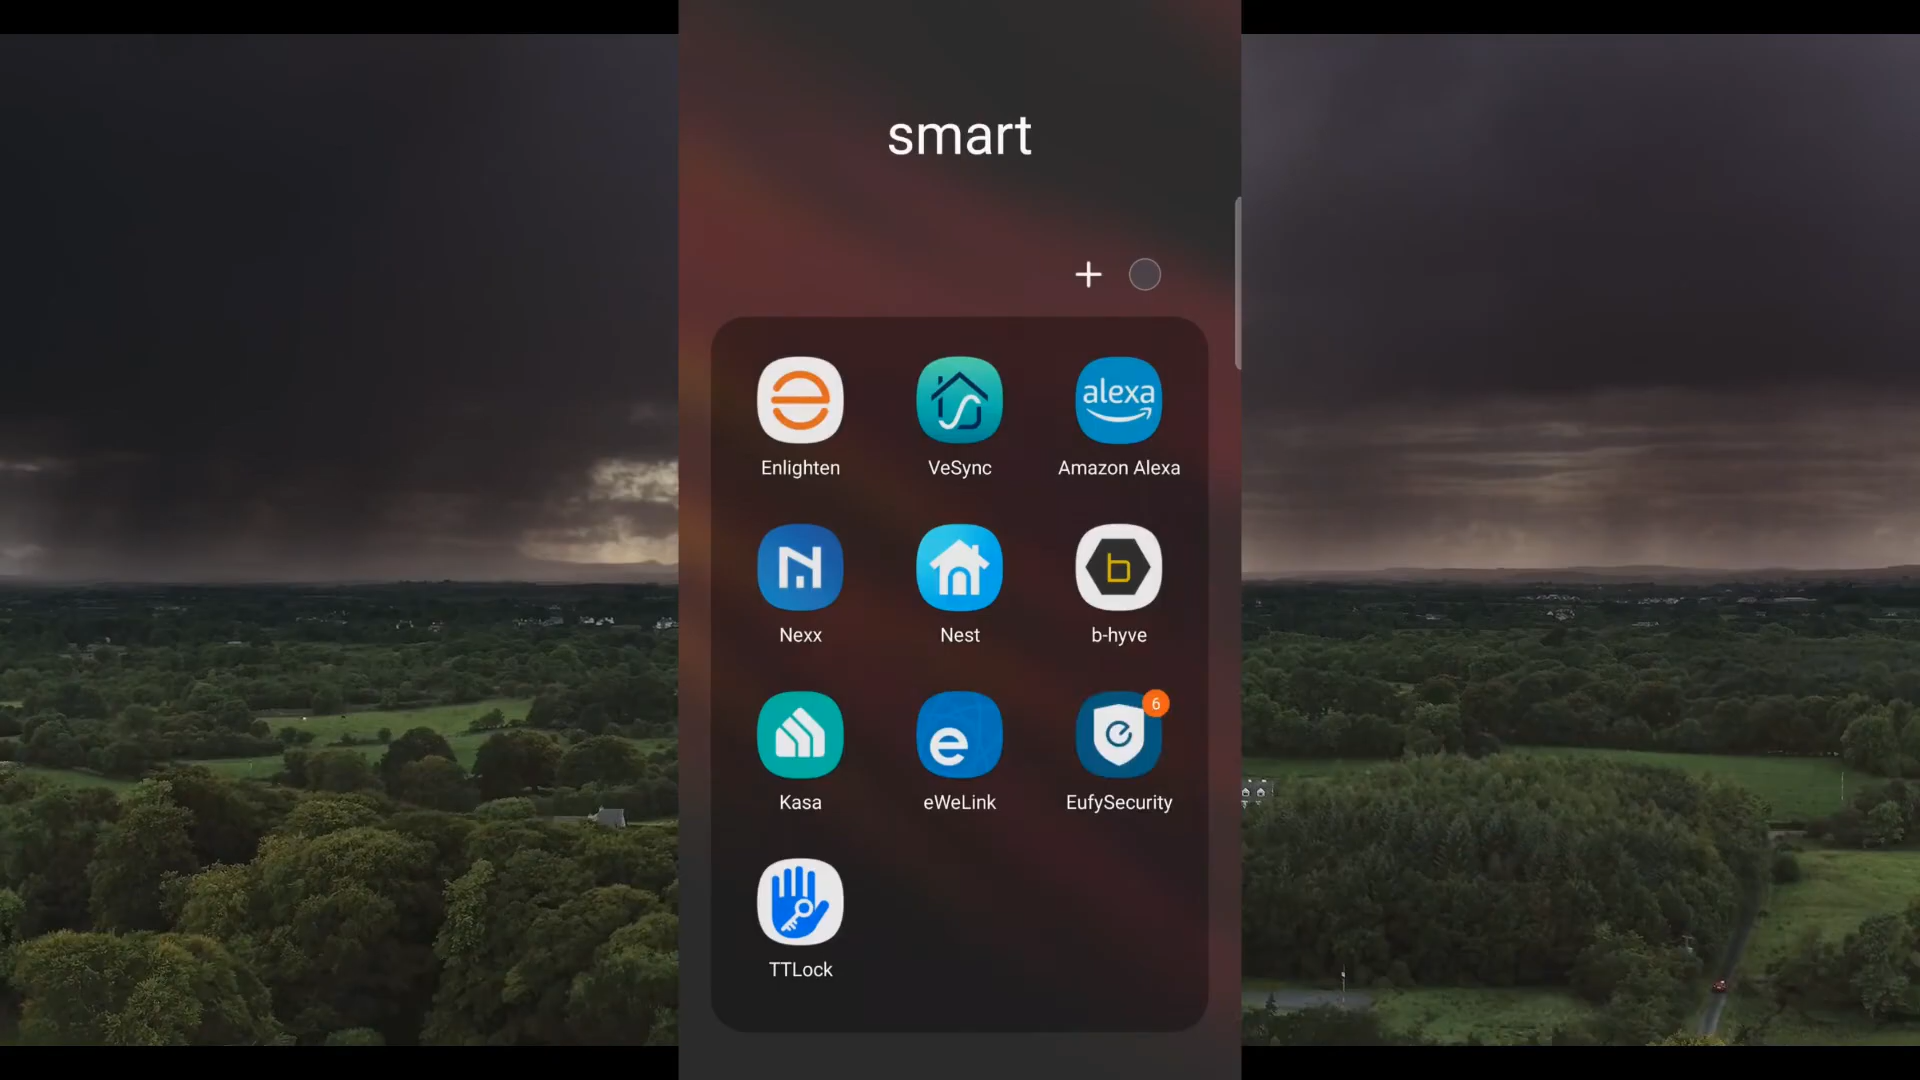 smart
Enlighten
VeSync
alexa
Amazon Alexa
Nexx
Nest
b
b-hyve
6
Kasa
e
eWeLink
e
EufySecurity
TTLock